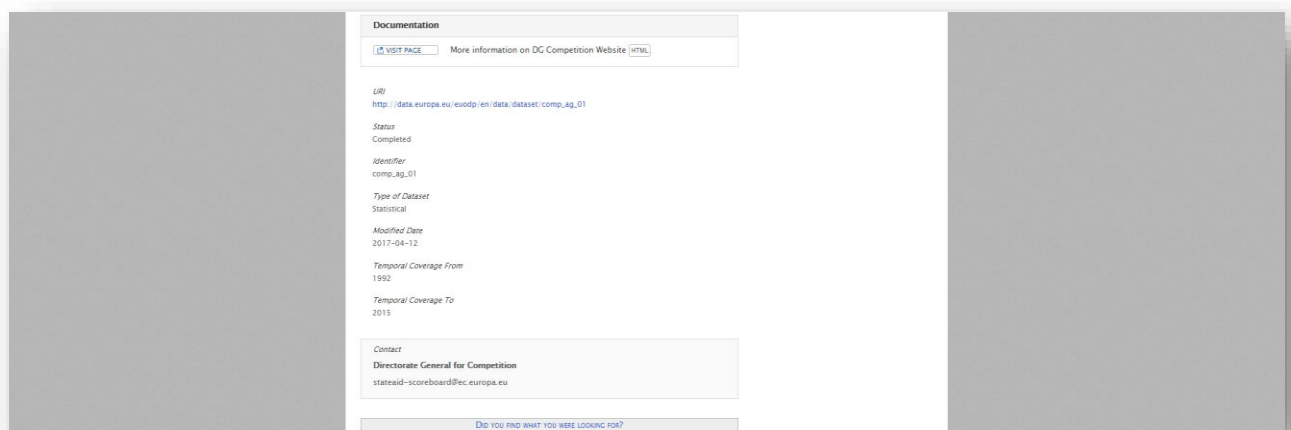 Documentation
VISIT PAGE More information on DG Competition Website HTML
URI
http://data.europa.eu/euodp/en/data/dataset/comp_ag_01
Status
Completed
Identifier
comp_ag_01
Type of Dataset
Statistical
Modified Date
2017-04-12
Temporal Coverage From
1992
Temporal Coverage To
2015
Contact
Directorate General for Competition
stateaid-scoreboard@ec.europa.eu
DID YOU FIND WHAT YOU WERE LOOKING FOR?